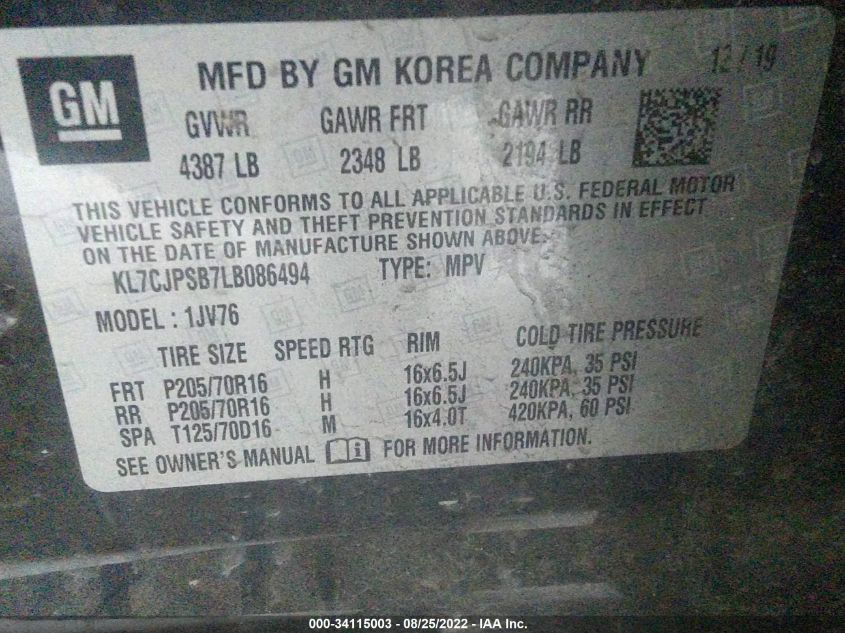 GM
MFD BY GM KOREA COMPANY 12/19
GVWR GAWR FRT GAWR RR
4387 LB 2348 LB 2194 LB
THIS VEHICLE CONFORMS TO ALL APPLICABLE U.S. FEDERAL MOTOR
VEHICLE SAFETY AND THEFT PREVENTION STANDARDS IN EFFECT
ON THE DATE OF MANUFACTURE SHOWN ABOVE.
KL7CJPSB7LB086494 TYPE: MPV
MODEL : 1JV76
TIRE SIZE SPEED RTG RIM COLD TIRE PRESSURE
FRT P205/70R16 H 16x6.5J 240KPA, 35 PSI
RR P205/70R16 H 16x6.5J 240KPA, 35 PSI
SPA T125/70D16 M 16x4.0T 420KPA, 60 PSI
SEE OWNER'S MANUAL i FOR MORE INFORMATION.
000-34115003 - 08/25/2022 - IAA Inc.